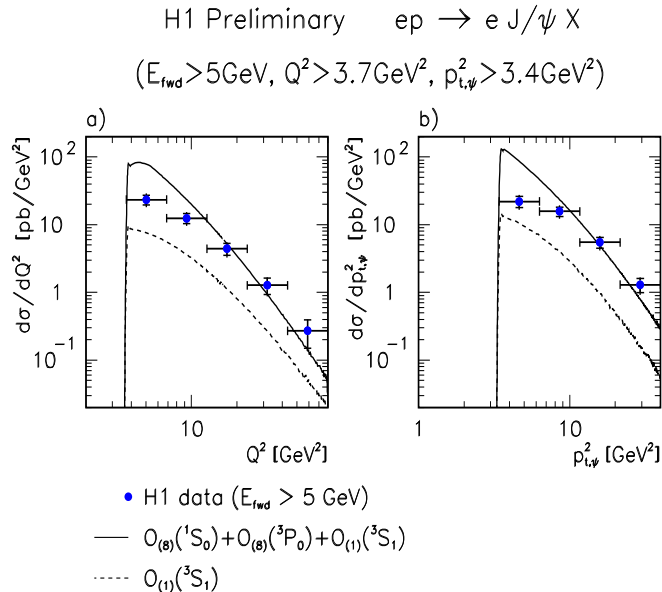 H1 Preliminary ep → e J/ψ X
(E_fwd > 5GeV, Q² > 3.7GeV², p²_t,ψ > 3.4GeV²)
a)
b)
dσ/dQ² [pb/GeV²]
10²
10
1
10⁻¹
10
Q² [GeV²]
dσ/dp²_t,ψ [pb/GeV²]
10²
10
1
10⁻¹
1
10
p²_t,ψ [GeV²]
H1 data (E_fwd > 5 GeV)
O₍₈₎(¹S₀)+O₍₈₎(³P₀)+O₍₁₎(³S₁)
O₍₁₎(³S₁)